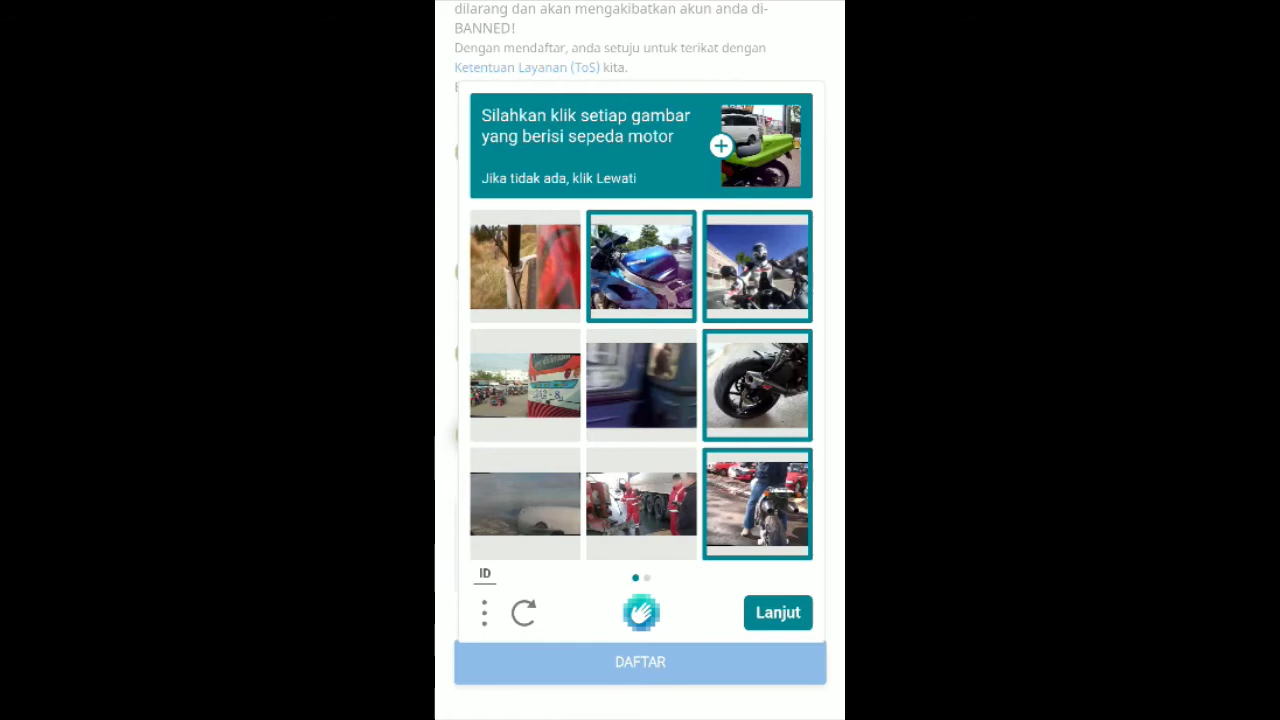 dilarang dan akan mengakibatkan akun anda di-
BANNED!
Dengan mendaftar, anda setuju untuk terikat dengan
Ketentuan Layanan (ToS) kita.
Silahkan klik setiap gambar
yang berisi sepeda motor
Jika tidak ada, klik Lewati
ID
Lanjut
DAFTAR